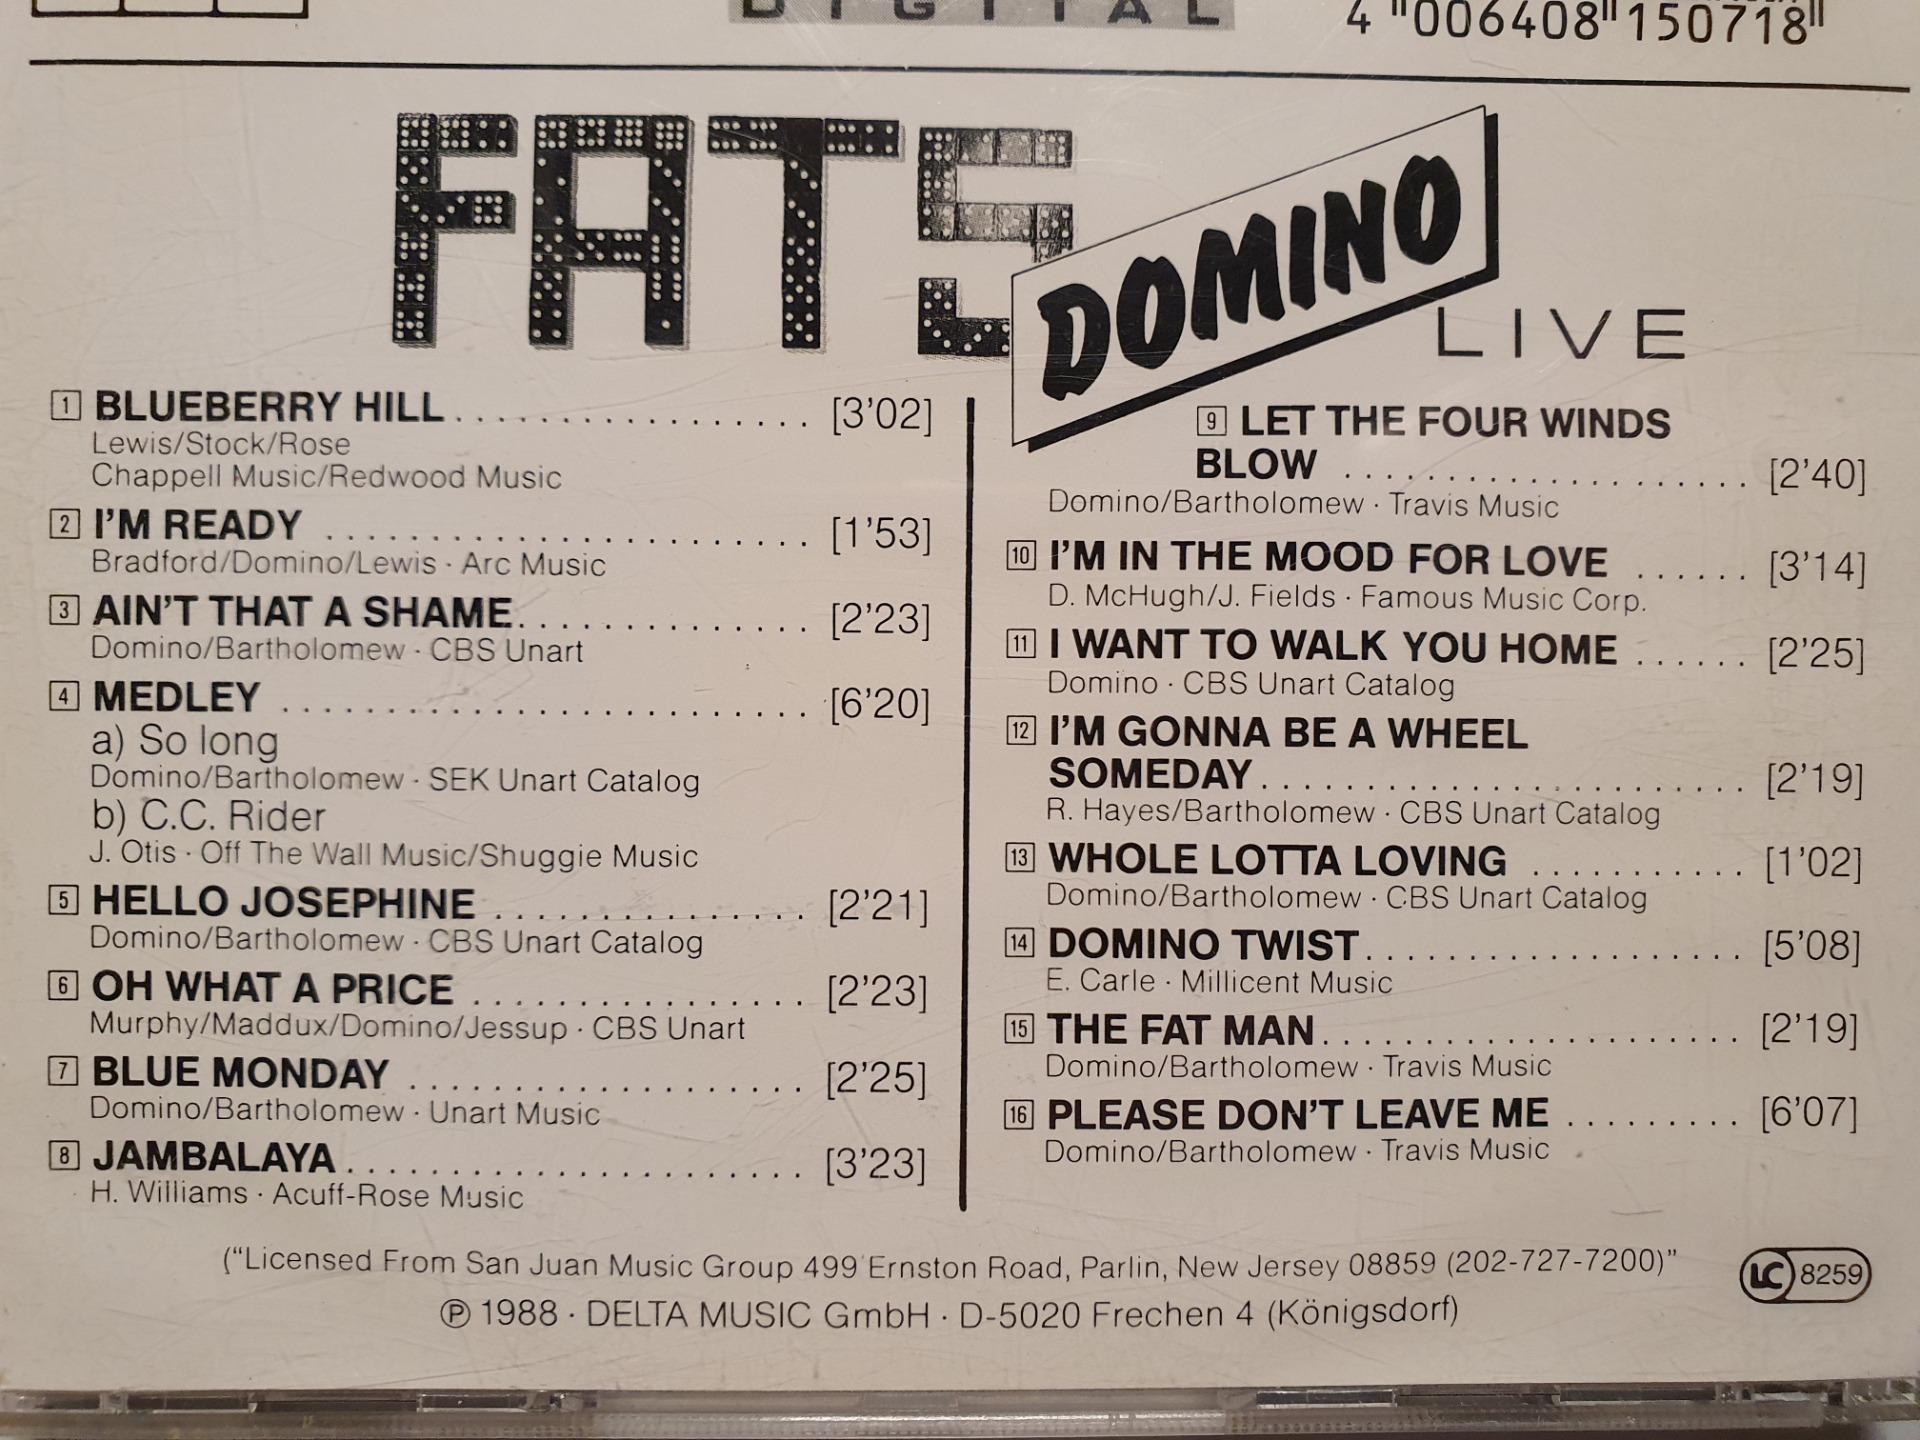 DIGITAL
4 006408 150718
FATS
DOMINO
LIVE
1 BLUEBERRY HILL . . . . . . . . . . . . . . . . . [3'02]
Lewis/Stock/Rose
Chappell Music/Redwood Music
2 I'M READY . . . . . . . . . . . . . . . . . . . . . . . [1'53]
Bradford/Domino/Lewis · Arc Music
3 AIN'T THAT A SHAME. . . . . . . . . . . . . . [2'23]
Domino/Bartholomew · CBS Unart
4 MEDLEY . . . . . . . . . . . . . . . . . . . . . . . . . [6'20]
a) So long
Domino/Bartholomew · SEK Unart Catalog
b) C.C. Rider
J. Otis · Off The Wall Music/Shuggie Music
5 HELLO JOSEPHINE . . . . . . . . . . . . . . . [2'21]
Domino/Bartholomew · CBS Unart Catalog
6 OH WHAT A PRICE . . . . . . . . . . . . . . . . [2'23]
Murphy/Maddux/Domino/Jessup · CBS Unart
7 BLUE MONDAY . . . . . . . . . . . . . . . . . . . [2'25]
Domino/Bartholomew · Unart Music
8 JAMBALAYA . . . . . . . . . . . . . . . . . . . . . . [3'23]
H. Williams · Acuff-Rose Music
9 LET THE FOUR WINDS
BLOW . . . . . . . . . . . . . . . . . . . . [2'40]
Domino/Bartholomew · Travis Music
10 I'M IN THE MOOD FOR LOVE . . . . . . [3'14]
D. McHugh/J. Fields · Famous Music Corp.
11 I WANT TO WALK YOU HOME . . . . . . [2'25]
Domino · CBS Unart Catalog
12 I'M GONNA BE A WHEEL
SOMEDAY . . . . . . . . . . . . . . . . . . . . . . . . [2'19]
R. Hayes/Bartholomew · CBS Unart Catalog
13 WHOLE LOTTA LOVING . . . . . . . . . . . [1'02]
Domino/Bartholomew · CBS Unart Catalog
14 DOMINO TWIST . . . . . . . . . . . . . . . . . . . [5'08]
E. Carle · Millicent Music
15 THE FAT MAN . . . . . . . . . . . . . . . . . . . . . [2'19]
Domino/Bartholomew · Travis Music
16 PLEASE DON'T LEAVE ME . . . . . . . . . [6'07]
Domino/Bartholomew · Travis Music
("Licensed From San Juan Music Group 499 Ernston Road, Parlin, New Jersey 08859 (202-727-7200)"
LC 8259
℗ 1988 · DELTA MUSIC GmbH · D-5020 Frechen 4 (Königsdorf)